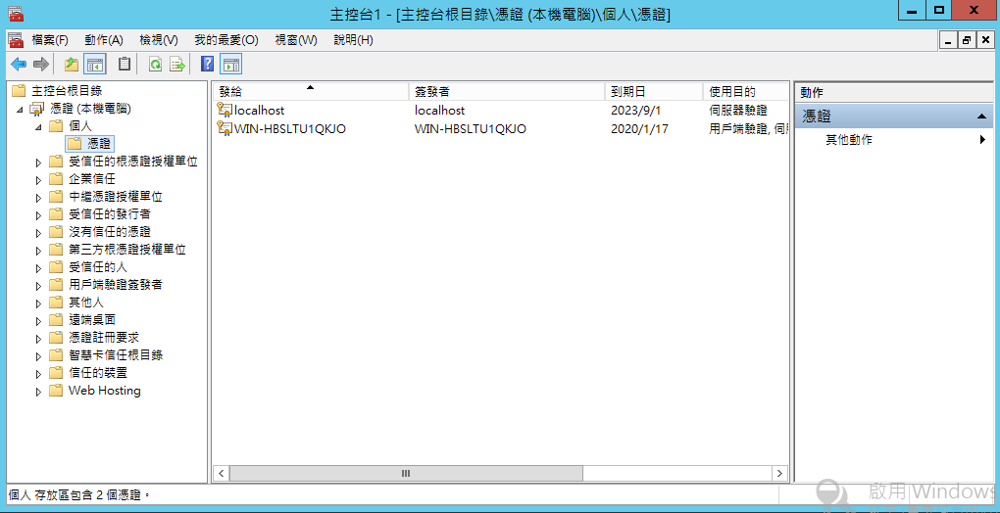 主控台1 - [主控台根目錄\憑證 (本機電腦)\個人\憑證]
檔案(F) 動作(A) 檢視(V) 我的最愛(O) 視窗(W) 說明(H)
主控台根目錄
憑證 (本機電腦)
個人
憑證
受信任的根憑證授權單位
企業信任
中繼憑證授權單位
受信任的發行者
沒有信任的憑證
第三方根憑證授權單位
受信任的人
用戶端驗證簽發者
其他人
遠端桌面
憑證註冊要求
智慧卡信任根目錄
信任的裝置
Web Hosting
發給 簽發者 到期日 使用目的
localhost localhost 2023/9/1 伺服器驗證
WIN-HBSLTU1QKJO WIN-HBSLTU1QKJO 2020/1/17 用戶端驗證, 伺
動作
憑證
其他動作
個人 存放區包含 2 個憑證。
啟用 Windows